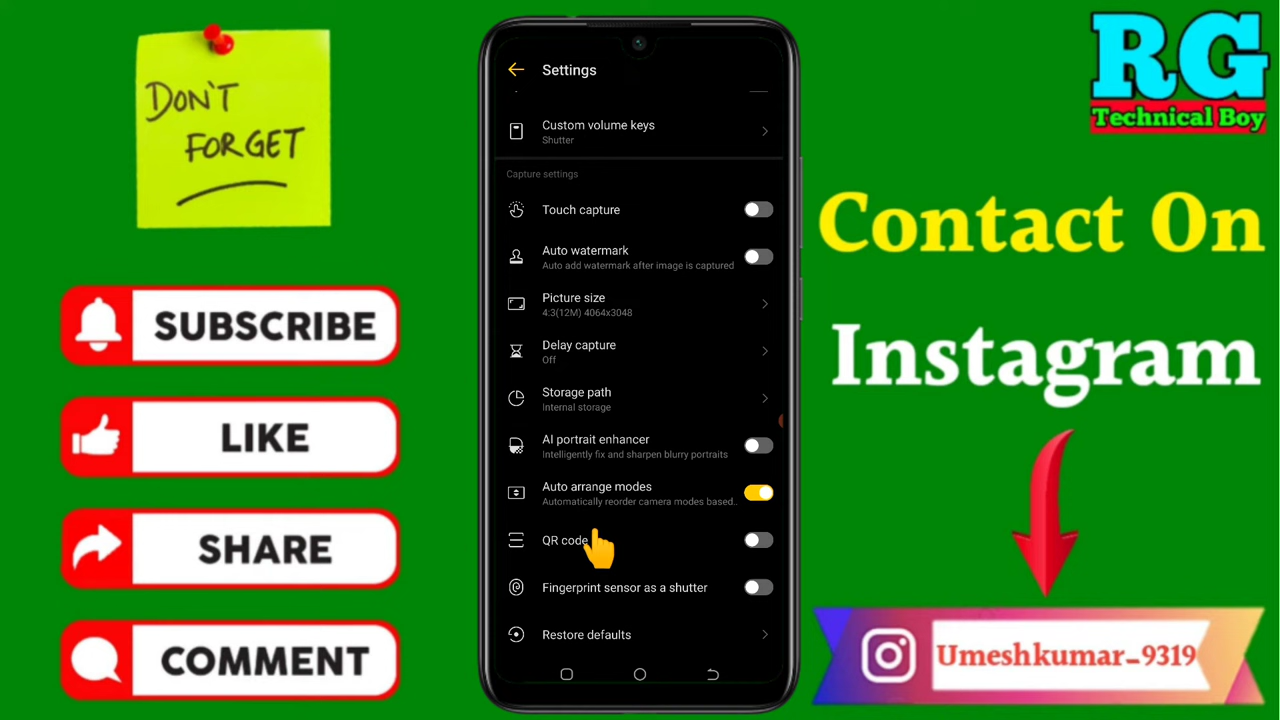 DON'T
FORGET
SUBSCRIBE
LIKE
SHARE
COMMENT
Settings
Custom volume keys
Shutter
Capture settings
Touch capture
Auto watermark
Auto add watermark after image is captured
Picture size
4:3(12M) 4064x3048
Delay capture
Off
Storage path
Internal storage
AI portrait enhancer
Intelligently fix and sharpen blurry portraits
Auto arrange modes
Automatically reorder camera modes based..
QR code
Fingerprint sensor as a shutter
Restore defaults
RG
Technical Boy
Contact On
Instagram
Umeshkumar-9319